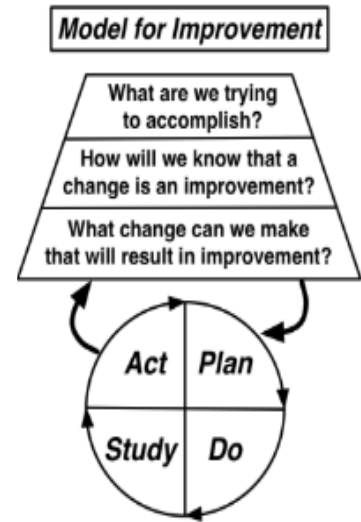 Model for Improvement
What are we trying
to accomplish?
How will we know that a
change is an improvement?
What change can we make
that will result in improvement?
Act Plan
Study Do